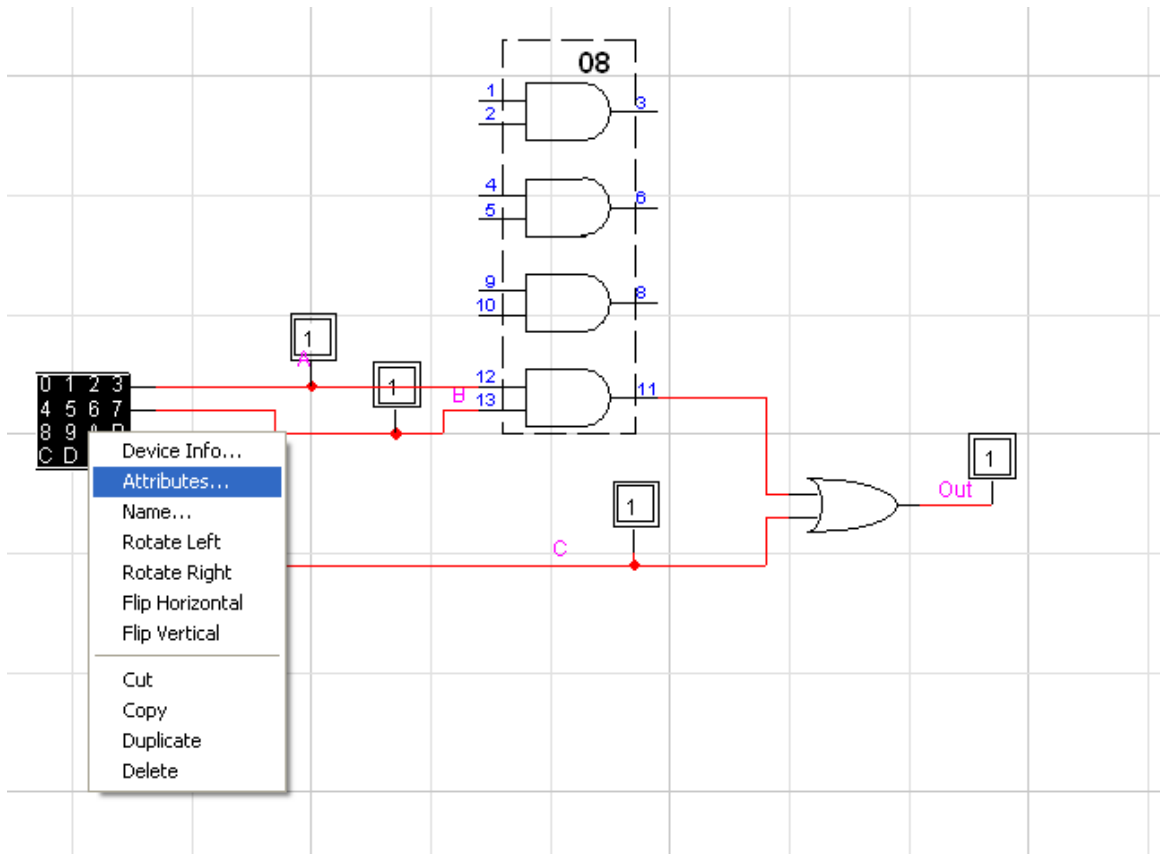 08
1
2
3
4
5
6
9
10
8
1
A
1
12
B
13
11
0 1 2 3
4 5 6 7
8 9 A B
C D
Device Info...
Attributes...
Name...
Rotate Left
Rotate Right
Flip Horizontal
Flip Vertical
Cut
Copy
Duplicate
Delete
1
C
1
Out